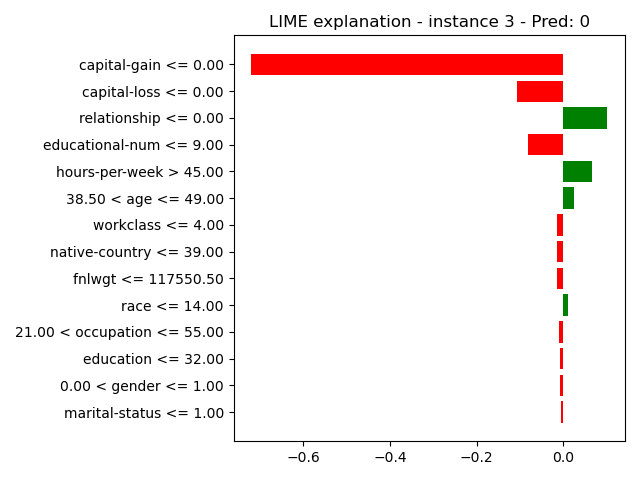 LIME explanation - instance 3 - Pred: 0
capital-gain <= 0.00
capital-loss <= 0.00
relationship <= 0.00
educational-num <= 9.00
hours-per-week > 45.00
38.50 < age <= 49.00
workclass <= 4.00
native-country <= 39.00
fnlwgt <= 117550.50
race <= 14.00
21.00 < occupation <= 55.00
education <= 32.00
0.00 < gender <= 1.00
marital-status <= 1.00
−0.6 −0.4 −0.2 0.0